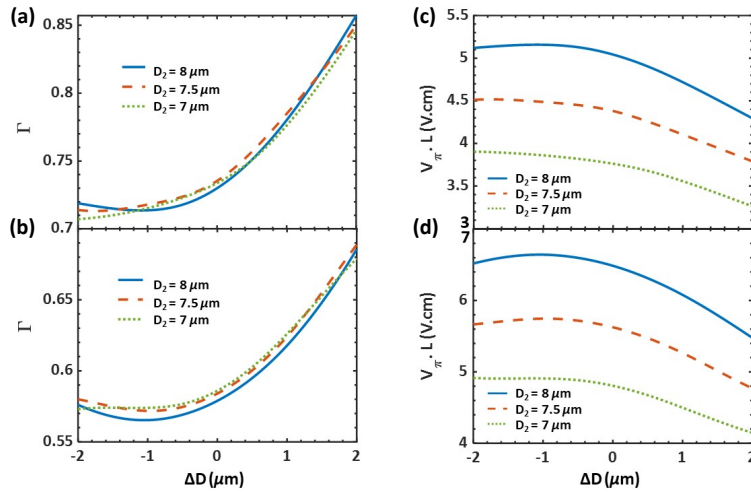 (a)
0.85
0.8
0.75
0.7
Γ
D₂ = 8 μm
D₂ = 7.5 μm
D₂ = 7 μm
(b)
0.65
0.6
0.55
Γ
D₂ = 8 μm
D₂ = 7.5 μm
D₂ = 7 μm
-2 -1 0 1 2
ΔD (μm)
(c)
5.5
5
4.5
4
3.5
3
V_π . L (V.cm)
D₂ = 8 μm
D₂ = 7.5 μm
D₂ = 7 μm
(d)
7
6
5
4
V_π . L (V.cm)
D₂ = 8 μm
D₂ = 7.5 μm
D₂ = 7 μm
-2 -1 0 1 2
ΔD (μm)